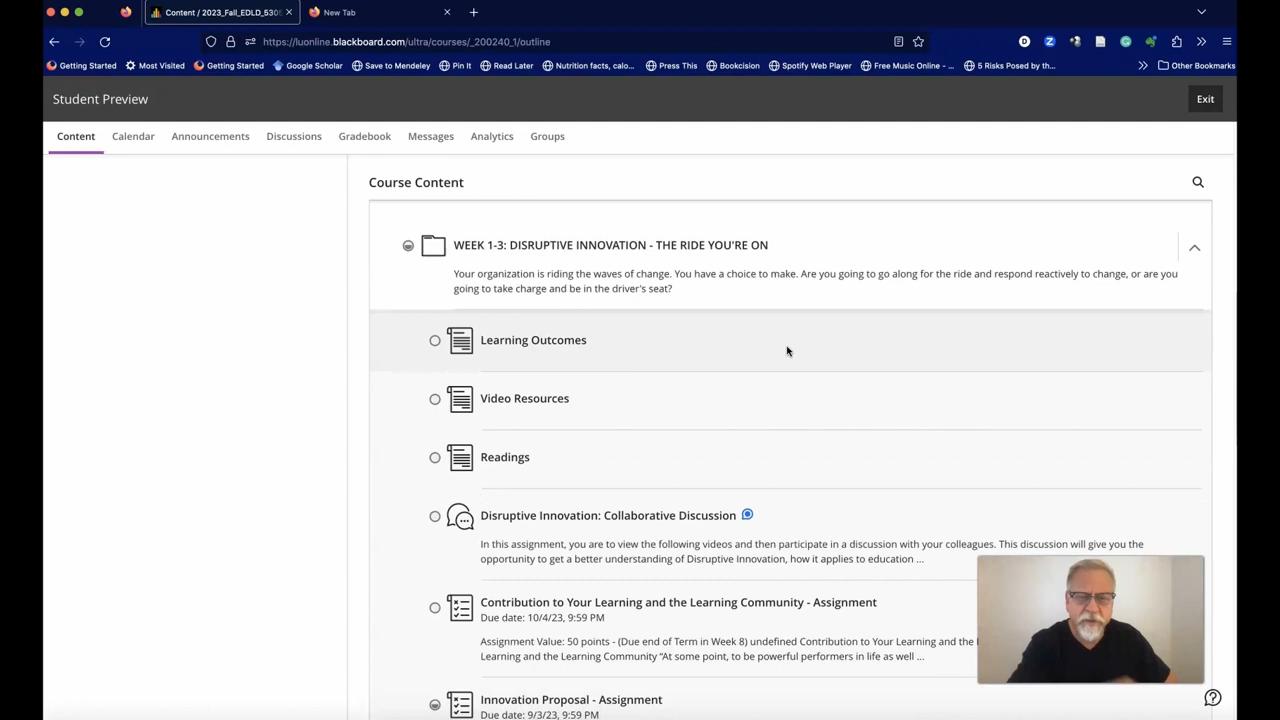 Content / 2023_Fall_EDLD_5305
New Tab
https://luonline.blackboard.com/ultra/courses/_200240_1/outline
Getting Started
Most Visited
Getting Started
Google Scholar
Save to Mendeley
Pin It
Read Later
Nutrition facts, calo...
Press This
Bookcision
Spotify Web Player
Free Music Online - ...
5 Risks Posed by th...
Other Bookmarks
Student Preview
Exit
Content
Calendar
Announcements
Discussions
Gradebook
Messages
Analytics
Groups
Course Content
WEEK 1-3: DISRUPTIVE INNOVATION - THE RIDE YOU'RE ON
Your organization is riding the waves of change. You have a choice to make. Are you going to go along for the ride and respond reactively to change, or are you
going to take charge and be in the driver's seat?
Learning Outcomes
Video Resources
Readings
Disruptive Innovation: Collaborative Discussion
In this assignment, you are to view the following videos and then participate in a discussion with your colleagues. This discussion will give you the
opportunity to get a better understanding of Disruptive Innovation, how it applies to education ...
Contribution to Your Learning and the Learning Community - Assignment
Due date: 10/4/23, 9:59 PM
Assignment Value: 50 points - (Due end of Term in Week 8) undefined Contribution to Your Learning and the
Learning and the Learning Community “At some point, to be powerful performers in life as well ...
Innovation Proposal - Assignment
Due date: 9/3/23, 9:59 PM